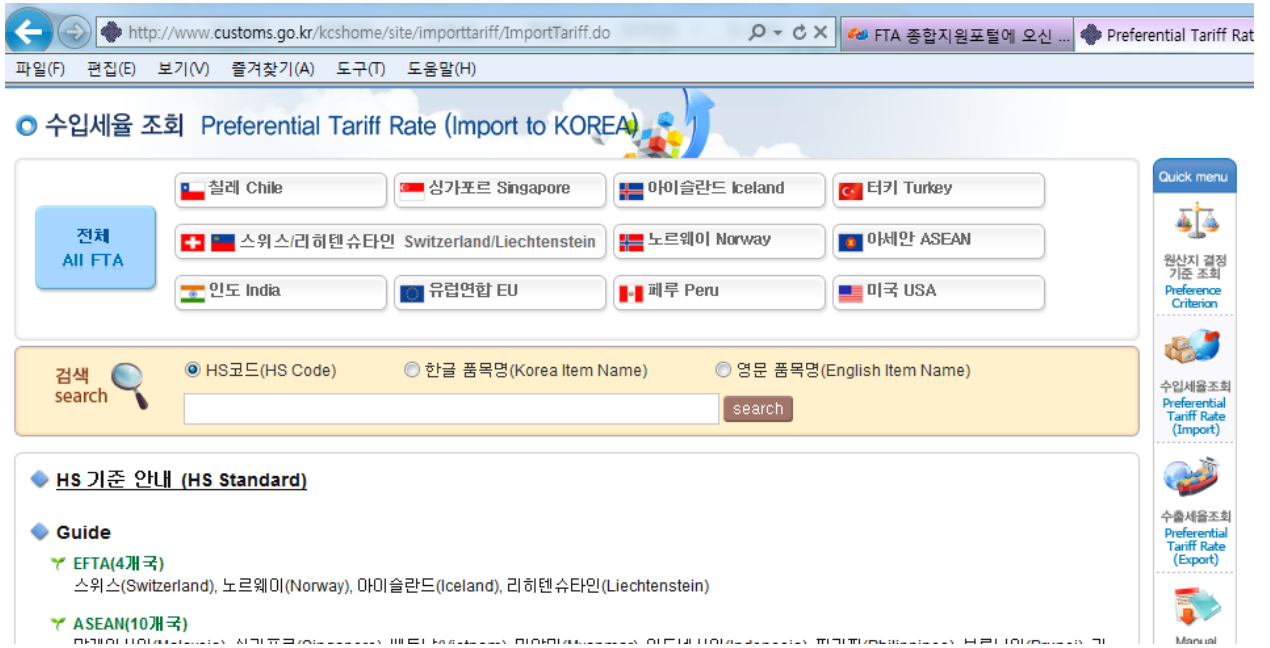 http://www.customs.go.kr/kcshome/site/importtariff/ImportTariff.do
FTA 종합지원포털에 오신 ...
Preferential Tariff Rat
파일(F) 편집(E) 보기(V) 즐겨찾기(A) 도구(T) 도움말(H)
수입세율 조회 Preferential Tariff Rate (Import to KOREA)
전체
All FTA
칠레 Chile
싱가포르 Singapore
아이슬란드 Iceland
터키 Turkey
스위스/리히텐슈타인 Switzerland/Liechtenstein
노르웨이 Norway
아세안 ASEAN
인도 India
유럽연합 EU
페루 Peru
미국 USA
검색
search
HS코드(HS Code)
한글 품목명(Korea Item Name)
영문 품목명(English Item Name)
search
HS 기준 안내 (HS Standard)
Guide
EFTA(4개국)
스위스(Switzerland), 노르웨이(Norway), 아이슬란드(Iceland), 리히텐슈타인(Liechtenstein)
ASEAN(10개국)
Quick menu
원산지 결정
기준 조회
Preference
Criterion
수입세율조회
Preferential
Tariff Rate
(Import)
수출세율조회
Preferential
Tariff Rate
(Export)
Manual